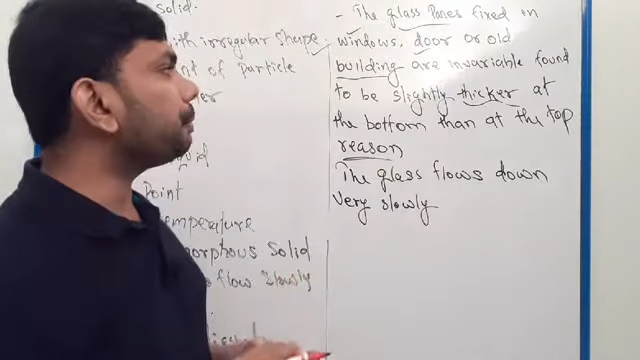 solid.
with irregular shape.
of particle
Point
temperature
morphous Solid
flow slowly
- The glass Panes fixed in
windows, door or old
building are invariable found
to be slightly thicker at
the bottom than at the top
reason
The glass flows down
very slowly